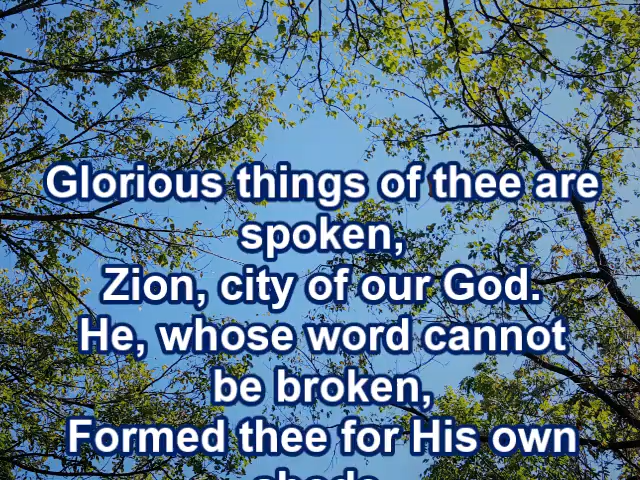 Glorious things of thee are
spoken,
Zion, city of our God.
He, whose word cannot
be broken,
Formed thee for His own